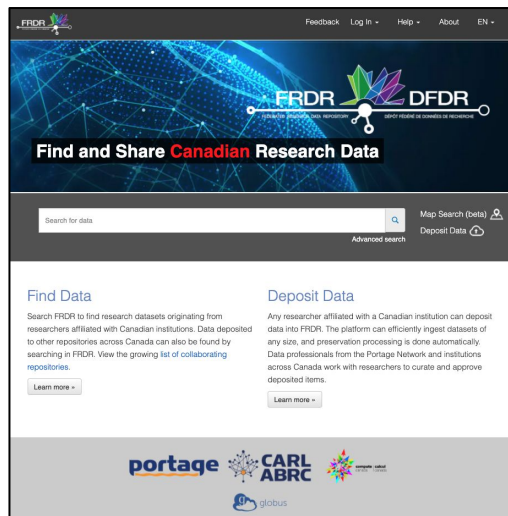 FRDR
Feedback Log In Help About EN
FRDR DFDR
FEDERATED RESEARCH DATA REPOSITORY DÉPÔT FÉDÉRÉ DE DONNÉES DE RECHERCHE
Find and Share Canadian Research Data
Search for data
Map Search (beta)
Deposit Data
Advanced search
Find Data
Search FRDR to find research datasets originating from
researchers affiliated with Canadian institutions. Data deposited
to other repositories across Canada can also be found by
searching in FRDR. View the growing list of collaborating
repositories.
Learn more »
Deposit Data
Any researcher affiliated with a Canadian institution can deposit
data into FRDR. The platform can efficiently ingest datasets of
any size, and preservation processing is done automatically.
Data professionals from the Portage Network and institutions
across Canada work with researchers to curate and approve
deposited items.
Learn more »
portage
CARL
ABRC
compute • calcul
canada
globus